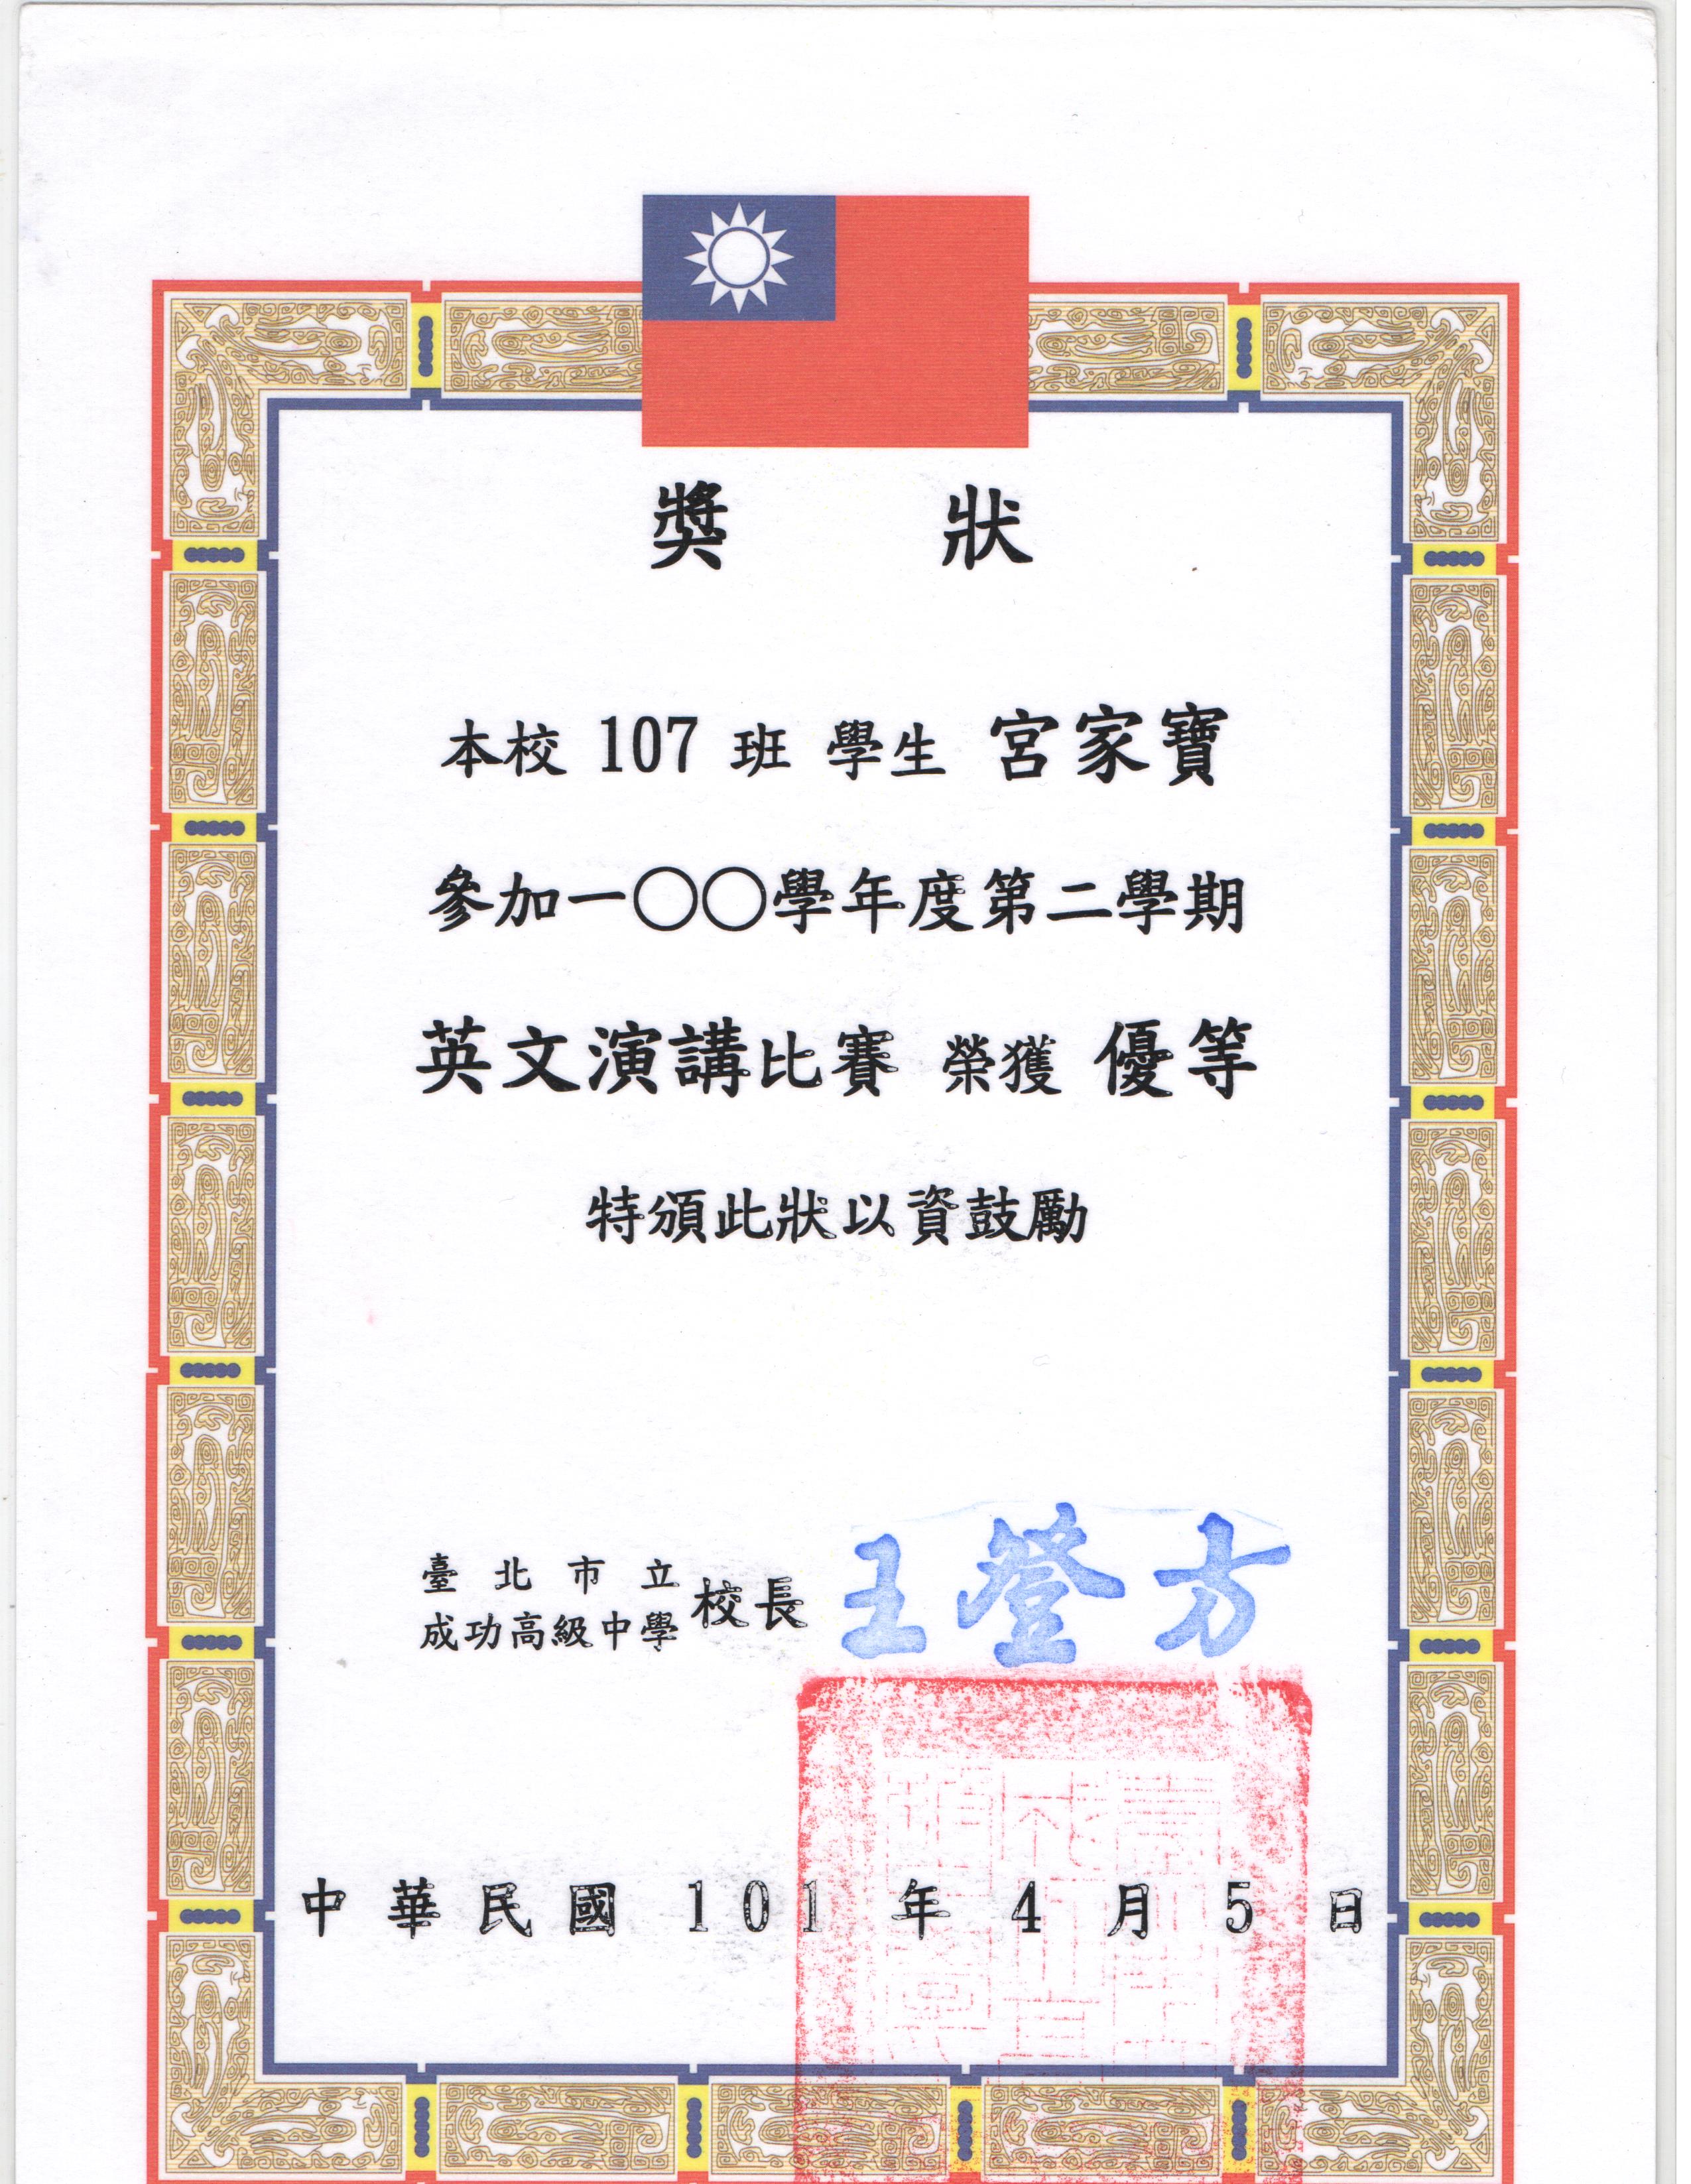 獎 狀
本校 107 班 學生 宮家寶
參加一○○學年度第二學期
英文演講比賽 榮獲 優等
特頒此狀以資鼓勵
臺北市立
成功高級中學 校長 王登方
中華民國 101 年 4 月 5 日